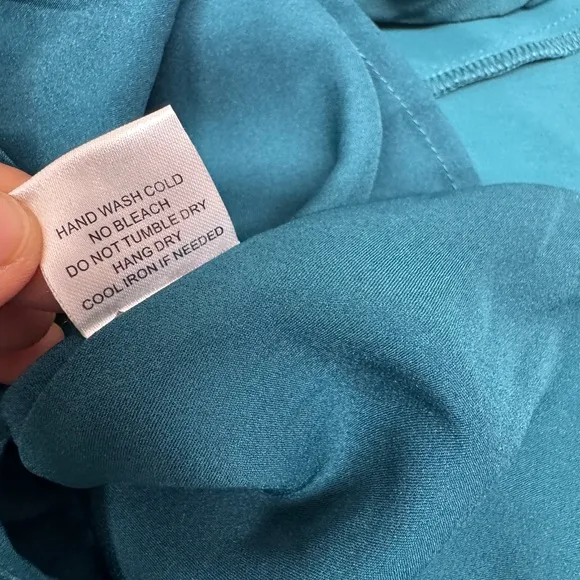 HAND WASH COLD
NO BLEACH
DO NOT TUMBLE DRY
HANG DRY
COOL IRON IF NEEDED